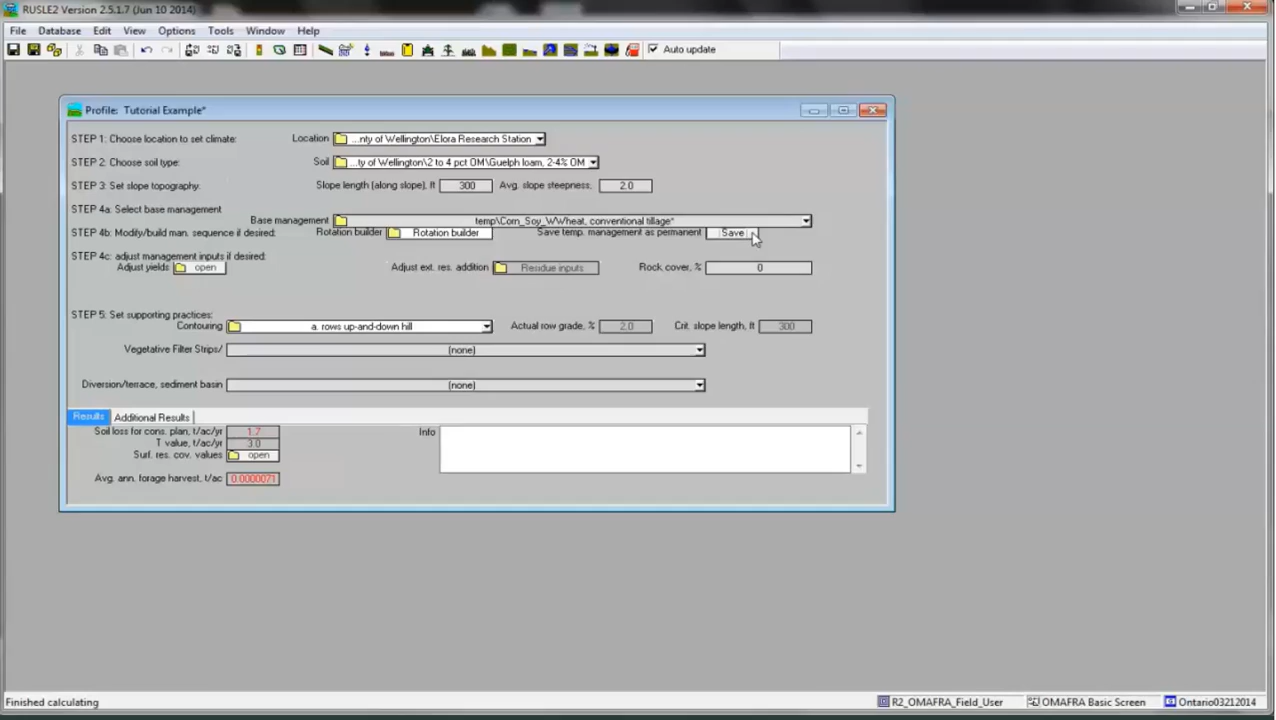 RUSLE2 Version 2.5.1.7 (Jun 10 2014)
File Database Edit View Options Tools Window Help
Auto update
Profile: Tutorial Example*
STEP 1: Choose location to set climate: Location ...nty of Wellington\Elora Research Station
STEP 2: Choose soil type: Soil ...ty of Wellington\2 to 4 pct OM\Guelph loam, 2-4% OM
STEP 3: Set slope topography: Slope length (along slope), ft 300 Avg. slope steepness, 2.0
STEP 4a: Select base management
Base management temp\Corn_Soy_WWheat, conventional tillage*
STEP 4b: Modify/build man. sequence if desired: Rotation builder Rotation builder Save temp. management as permanent Save
STEP 4c: adjust management inputs if desired:
Adjust yields open Adjust ext. res. addition Residue inputs Rock cover, % 0
STEP 5: Set supporting practices:
Contouring a. rows up-and-down hill Actual row grade, % 2.0 Crit. slope length, ft 300
Vegetative Filter Strips/ (none)
Diversion/terrace, sediment basin (none)
Results Additional Results
Soil loss for cons. plan, t/ac/yr 1.7 Info
T value, t/ac/yr 3.0
Surf. res. cov. values open
Avg. ann. forage harvest, t/ac 0.0000071
Finished calculating R2_OMAFRA_Field_User OMAFRA Basic Screen Ontario03212014